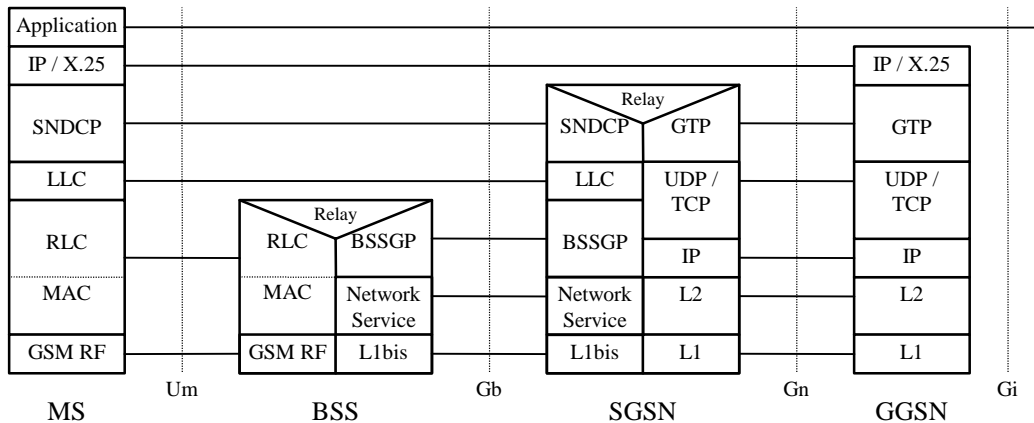 Application
IP / X.25
IP / X.25
Relay
SNDCP
SNDCP
GTP
GTP
LLC
LLC
UDP /
TCP
UDP /
TCP
Relay
RLC
RLC
BSSGP
BSSGP
IP
IP
MAC
MAC
Network
Service
Network
Service
L2
L2
GSM RF
GSM RF
L1bis
L1bis
L1
L1
Um
Gb
Gn
Gi
MS
BSS
SGSN
GGSN